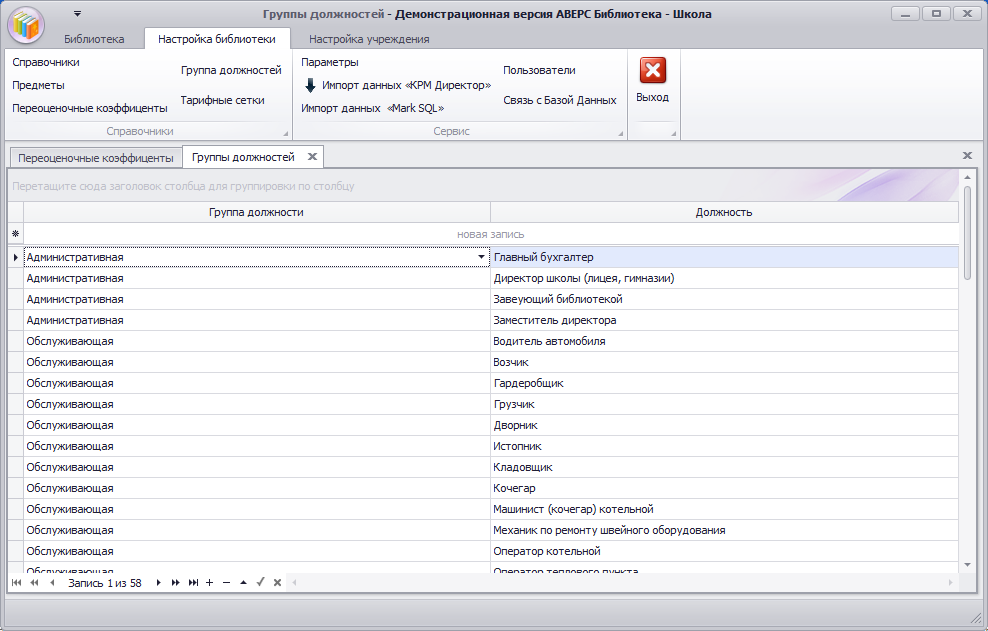 Группы должностей - Демонстрационная версия АВЕРС Библиотека - Школа
Библиотека Настройка библиотеки Настройка учреждения
Справочники
Предметы
Переоценочные коэффиценты
Группа должностей
Тарифные сетки
Справочники
Параметры
Импорт данных «КРМ Директор»
Импорт данных «Mark SQL»
Пользователи
Связь с Базой Данных
Сервис
Выход
Переоценочные коэффиценты Группы должностей
Перетащите сюда заголовок столбца для группировки по столбцу
Группа должности Должность
новая запись
Административная Главный бухгалтер
Административная Директор школы (лицея, гимназии)
Административная Завеующий библиотекой
Административная Заместитель директора
Обслуживающая Водитель автомобиля
Обслуживающая Возчик
Обслуживающая Гардеробщик
Обслуживающая Грузчик
Обслуживающая Дворник
Обслуживающая Истопник
Обслуживающая Кладовщик
Обслуживающая Кочегар
Обслуживающая Машинист (кочегар) котельной
Обслуживающая Механик по ремонту швейного оборудования
Обслуживающая Оператор котельной
Обслуживающая Оператор теплового пункта
Запись 1 из 58